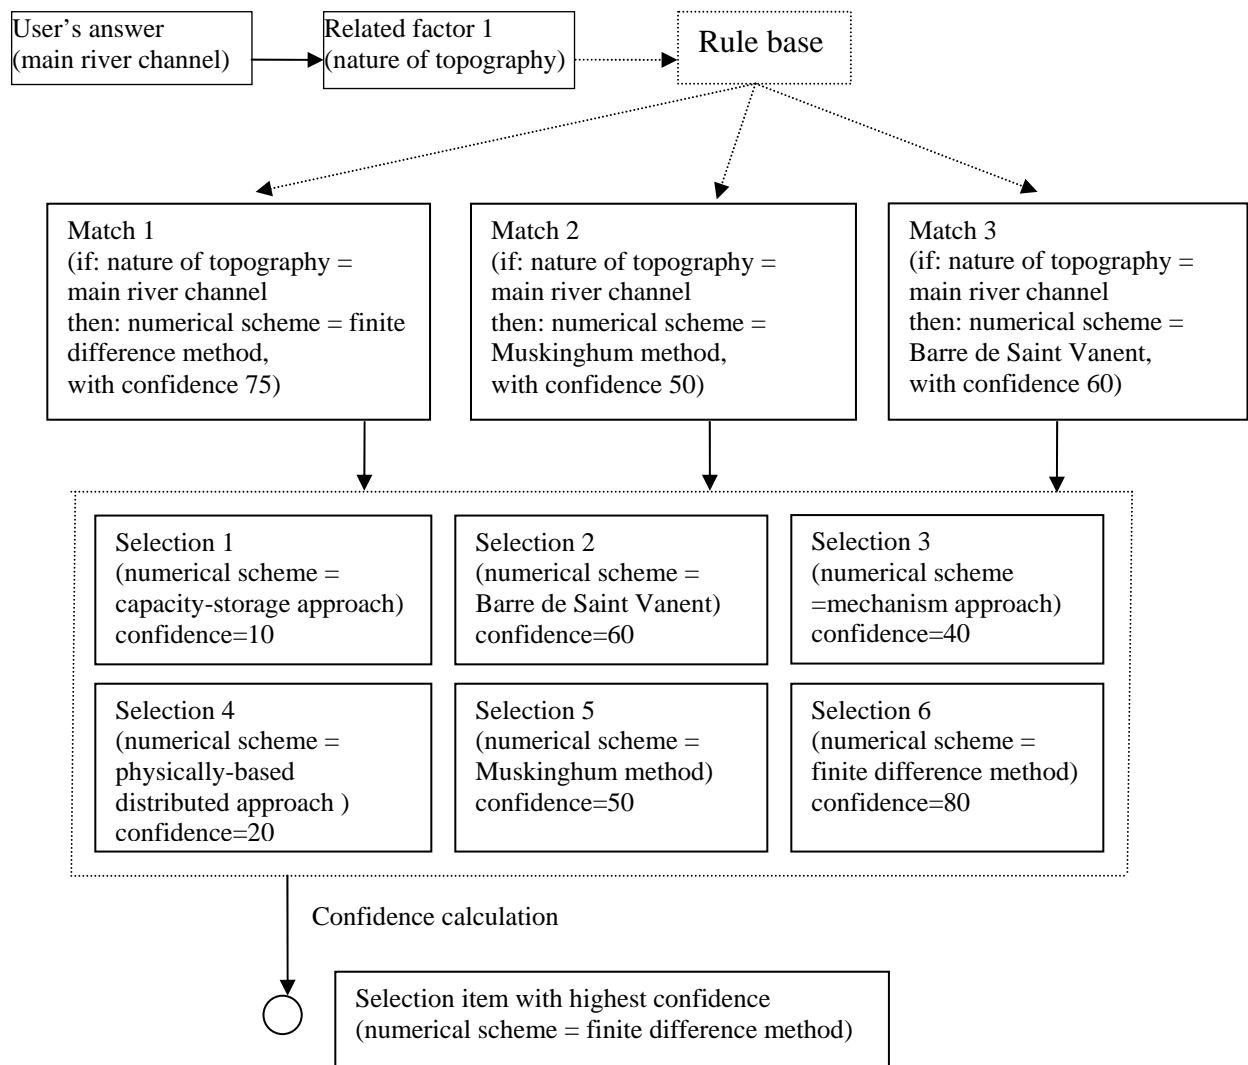 User's answer
(main river channel)
Related factor 1
(nature of topography)
Rule base
Match 1
(if: nature of topography =
main river channel
then: numerical scheme = finite
difference method,
with confidence 75)
Match 2
(if: nature of topography =
main river channel
then: numerical scheme =
Muskinghum method,
with confidence 50)
Match 3
(if: nature of topography =
main river channel
then: numerical scheme =
Barre de Saint Vanent,
with confidence 60)
Selection 1
(numerical scheme =
capacity-storage approach)
confidence=10
Selection 2
(numerical scheme =
Barre de Saint Vanent)
confidence=60
Selection 3
(numerical scheme
=mechanism approach)
confidence=40
Selection 4
(numerical scheme =
physically-based
distributed approach )
confidence=20
Selection 5
(numerical scheme =
Muskinghum method)
confidence=50
Selection 6
(numerical scheme =
finite difference method)
confidence=80
Confidence calculation
Selection item with highest confidence
(numerical scheme = finite difference method)